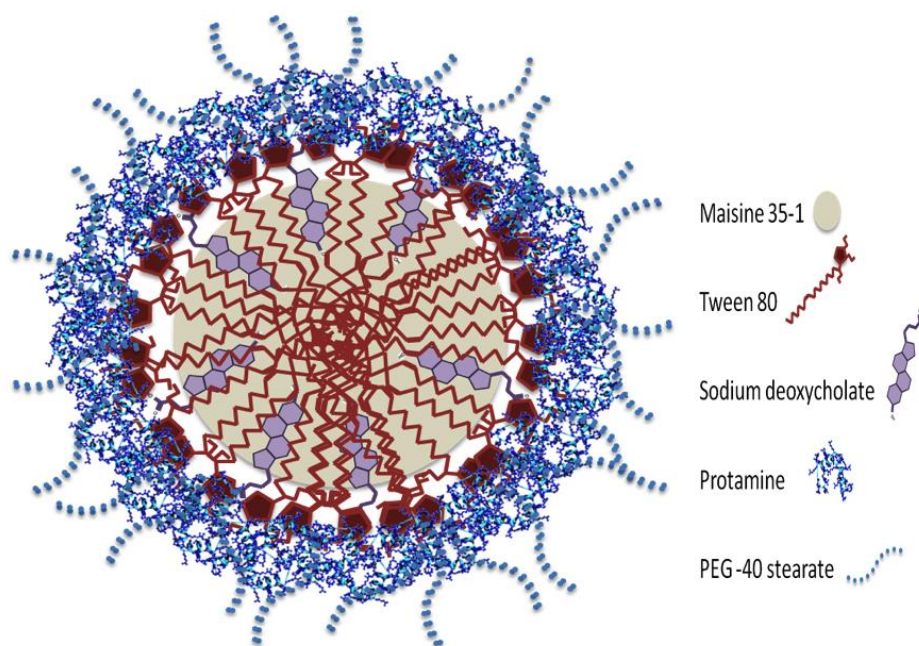 Maisine 35-1
Tween 80
Sodium deoxycholate
Protamine
PEG -40 stearate